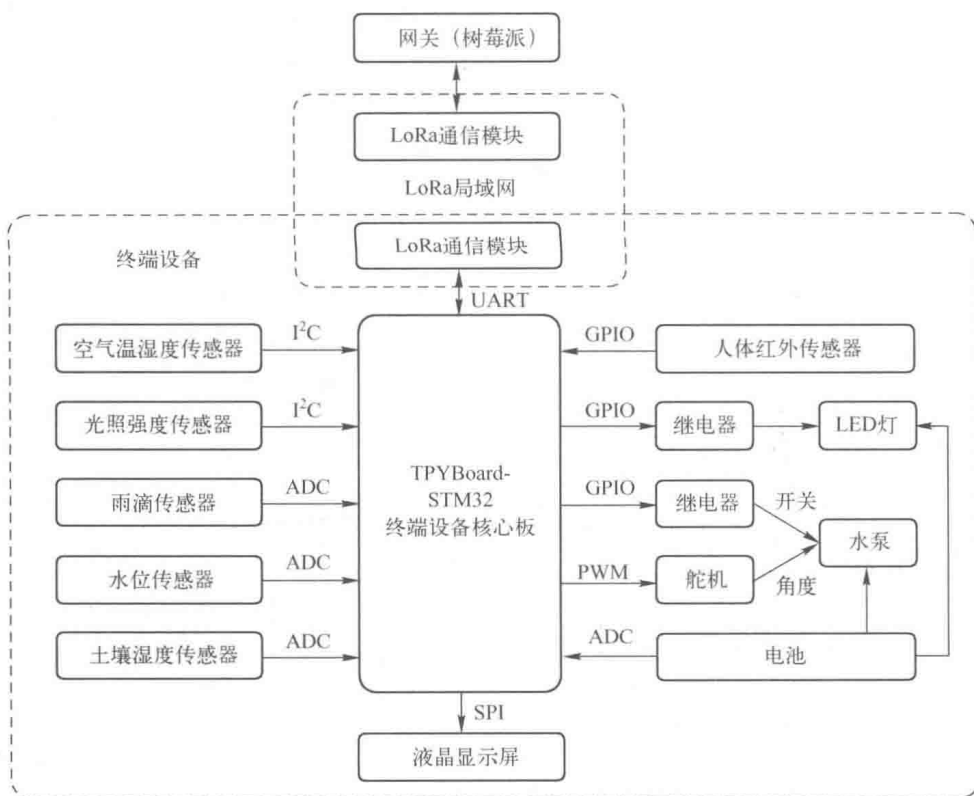 网关（树莓派）
LoRa通信模块
LoRa局域网
LoRa通信模块
终端设备
UART
空气温湿度传感器
I²C
GPIO
人体红外传感器
光照强度传感器
I²C
GPIO
继电器
LED灯
雨滴传感器
ADC
TPYBoard-
STM32
终端设备核心板
GPIO
继电器
开关
水泵
水位传感器
ADC
PWM
舵机
角度
土壤湿度传感器
ADC
ADC
电池
SPI
液晶显示屏